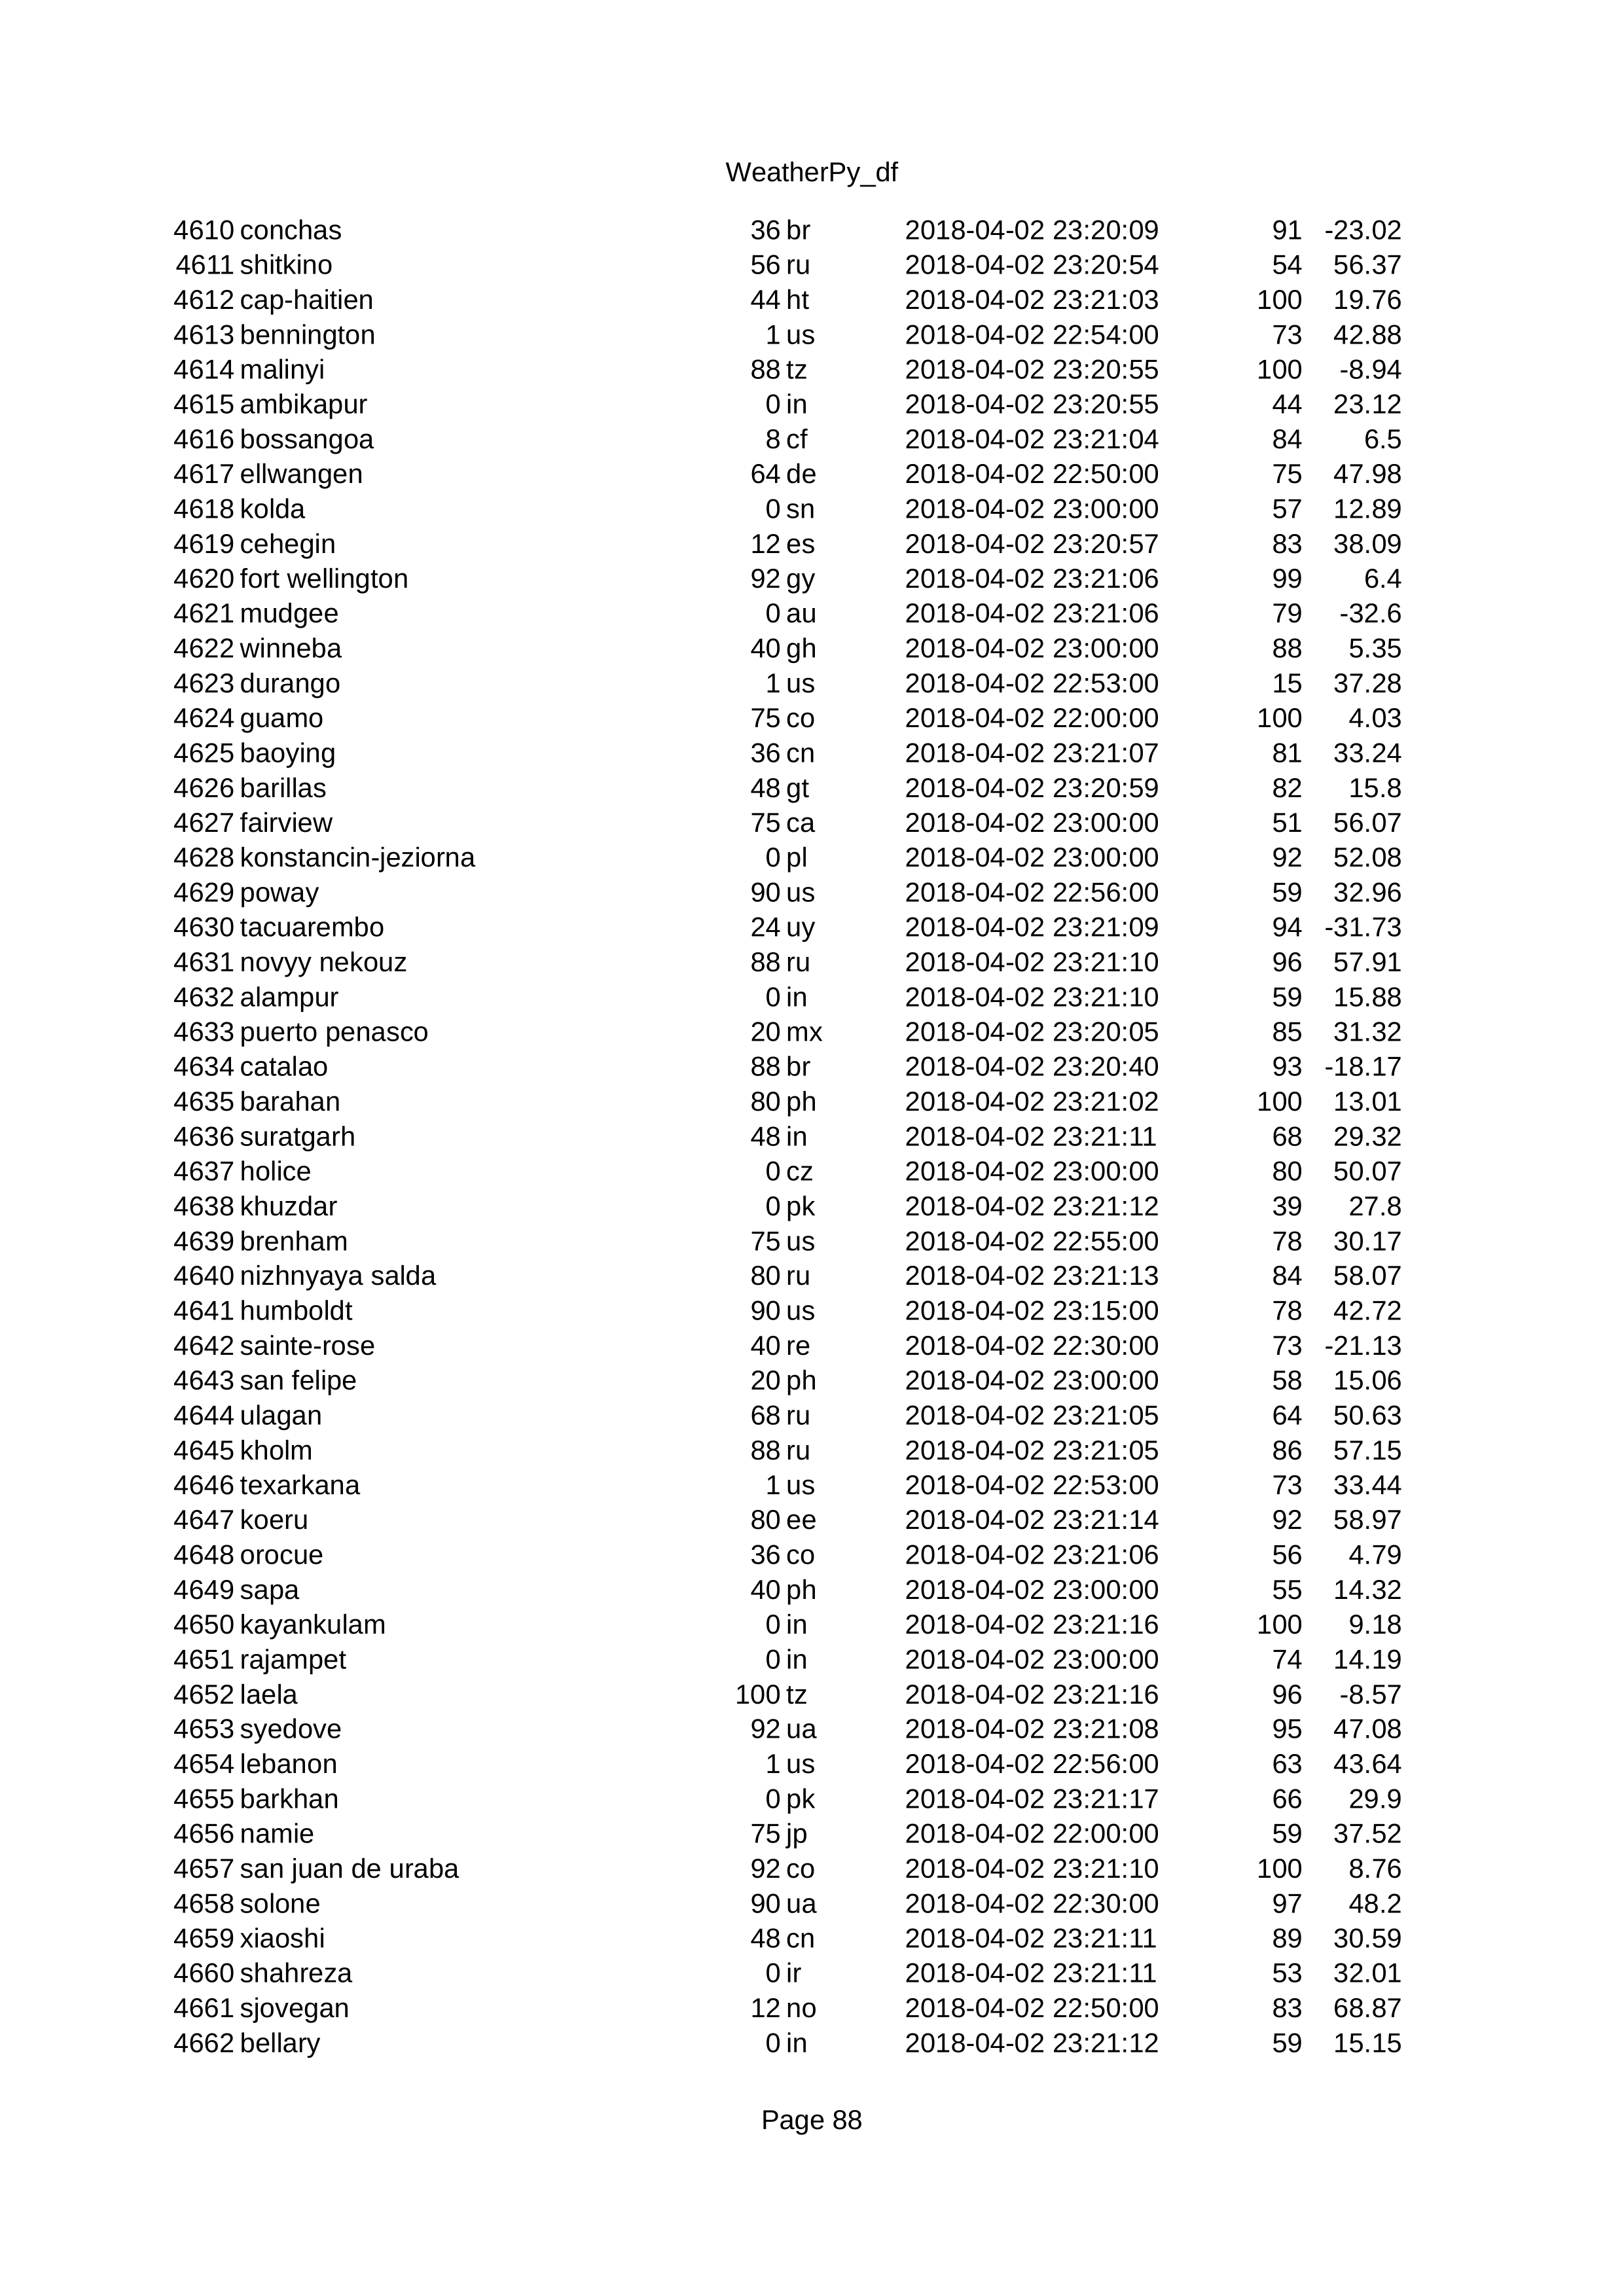 WeatherPy_df
4610 conchas 36 br 2018-04-02 23:20:09 91 -23.02
4611 shitkino 56 ru 2018-04-02 23:20:54 54 56.37
4612 cap-haitien 44 ht 2018-04-02 23:21:03 100 19.76
4613 bennington 1 us 2018-04-02 22:54:00 73 42.88
4614 malinyi 88 tz 2018-04-02 23:20:55 100 -8.94
4615 ambikapur 0 in 2018-04-02 23:20:55 44 23.12
4616 bossangoa 8 cf 2018-04-02 23:21:04 84 6.5
4617 ellwangen 64 de 2018-04-02 22:50:00 75 47.98
4618 kolda 0 sn 2018-04-02 23:00:00 57 12.89
4619 cehegin 12 es 2018-04-02 23:20:57 83 38.09
4620 fort wellington 92 gy 2018-04-02 23:21:06 99 6.4
4621 mudgee 0 au 2018-04-02 23:21:06 79 -32.6
4622 winneba 40 gh 2018-04-02 23:00:00 88 5.35
4623 durango 1 us 2018-04-02 22:53:00 15 37.28
4624 guamo 75 co 2018-04-02 22:00:00 100 4.03
4625 baoying 36 cn 2018-04-02 23:21:07 81 33.24
4626 barillas 48 gt 2018-04-02 23:20:59 82 15.8
4627 fairview 75 ca 2018-04-02 23:00:00 51 56.07
4628 konstancin-jeziorna 0 pl 2018-04-02 23:00:00 92 52.08
4629 poway 90 us 2018-04-02 22:56:00 59 32.96
4630 tacuarembo 24 uy 2018-04-02 23:21:09 94 -31.73
4631 novyy nekouz 88 ru 2018-04-02 23:21:10 96 57.91
4632 alampur 0 in 2018-04-02 23:21:10 59 15.88
4633 puerto penasco 20 mx 2018-04-02 23:20:05 85 31.32
4634 catalao 88 br 2018-04-02 23:20:40 93 -18.17
4635 barahan 80 ph 2018-04-02 23:21:02 100 13.01
4636 suratgarh 48 in 2018-04-02 23:21:11 68 29.32
4637 holice 0 cz 2018-04-02 23:00:00 80 50.07
4638 khuzdar 0 pk 2018-04-02 23:21:12 39 27.8
4639 brenham 75 us 2018-04-02 22:55:00 78 30.17
4640 nizhnyaya salda 80 ru 2018-04-02 23:21:13 84 58.07
4641 humboldt 90 us 2018-04-02 23:15:00 78 42.72
4642 sainte-rose 40 re 2018-04-02 22:30:00 73 -21.13
4643 san felipe 20 ph 2018-04-02 23:00:00 58 15.06
4644 ulagan 68 ru 2018-04-02 23:21:05 64 50.63
4645 kholm 88 ru 2018-04-02 23:21:05 86 57.15
4646 texarkana 1 us 2018-04-02 22:53:00 73 33.44
4647 koeru 80 ee 2018-04-02 23:21:14 92 58.97
4648 orocue 36 co 2018-04-02 23:21:06 56 4.79
4649 sapa 40 ph 2018-04-02 23:00:00 55 14.32
4650 kayankulam 0 in 2018-04-02 23:21:16 100 9.18
4651 rajampet 0 in 2018-04-02 23:00:00 74 14.19
4652 laela 100 tz 2018-04-02 23:21:16 96 -8.57
4653 syedove 92 ua 2018-04-02 23:21:08 95 47.08
4654 lebanon 1 us 2018-04-02 22:56:00 63 43.64
4655 barkhan 0 pk 2018-04-02 23:21:17 66 29.9
4656 namie 75 jp 2018-04-02 22:00:00 59 37.52
4657 san juan de uraba 92 co 2018-04-02 23:21:10 100 8.76
4658 solone 90 ua 2018-04-02 22:30:00 97 48.2
4659 xiaoshi 48 cn 2018-04-02 23:21:11 89 30.59
4660 shahreza 0 ir 2018-04-02 23:21:11 53 32.01
4661 sjovegan 12 no 2018-04-02 22:50:00 83 68.87
4662 bellary 0 in 2018-04-02 23:21:12 59 15.15
Page 88